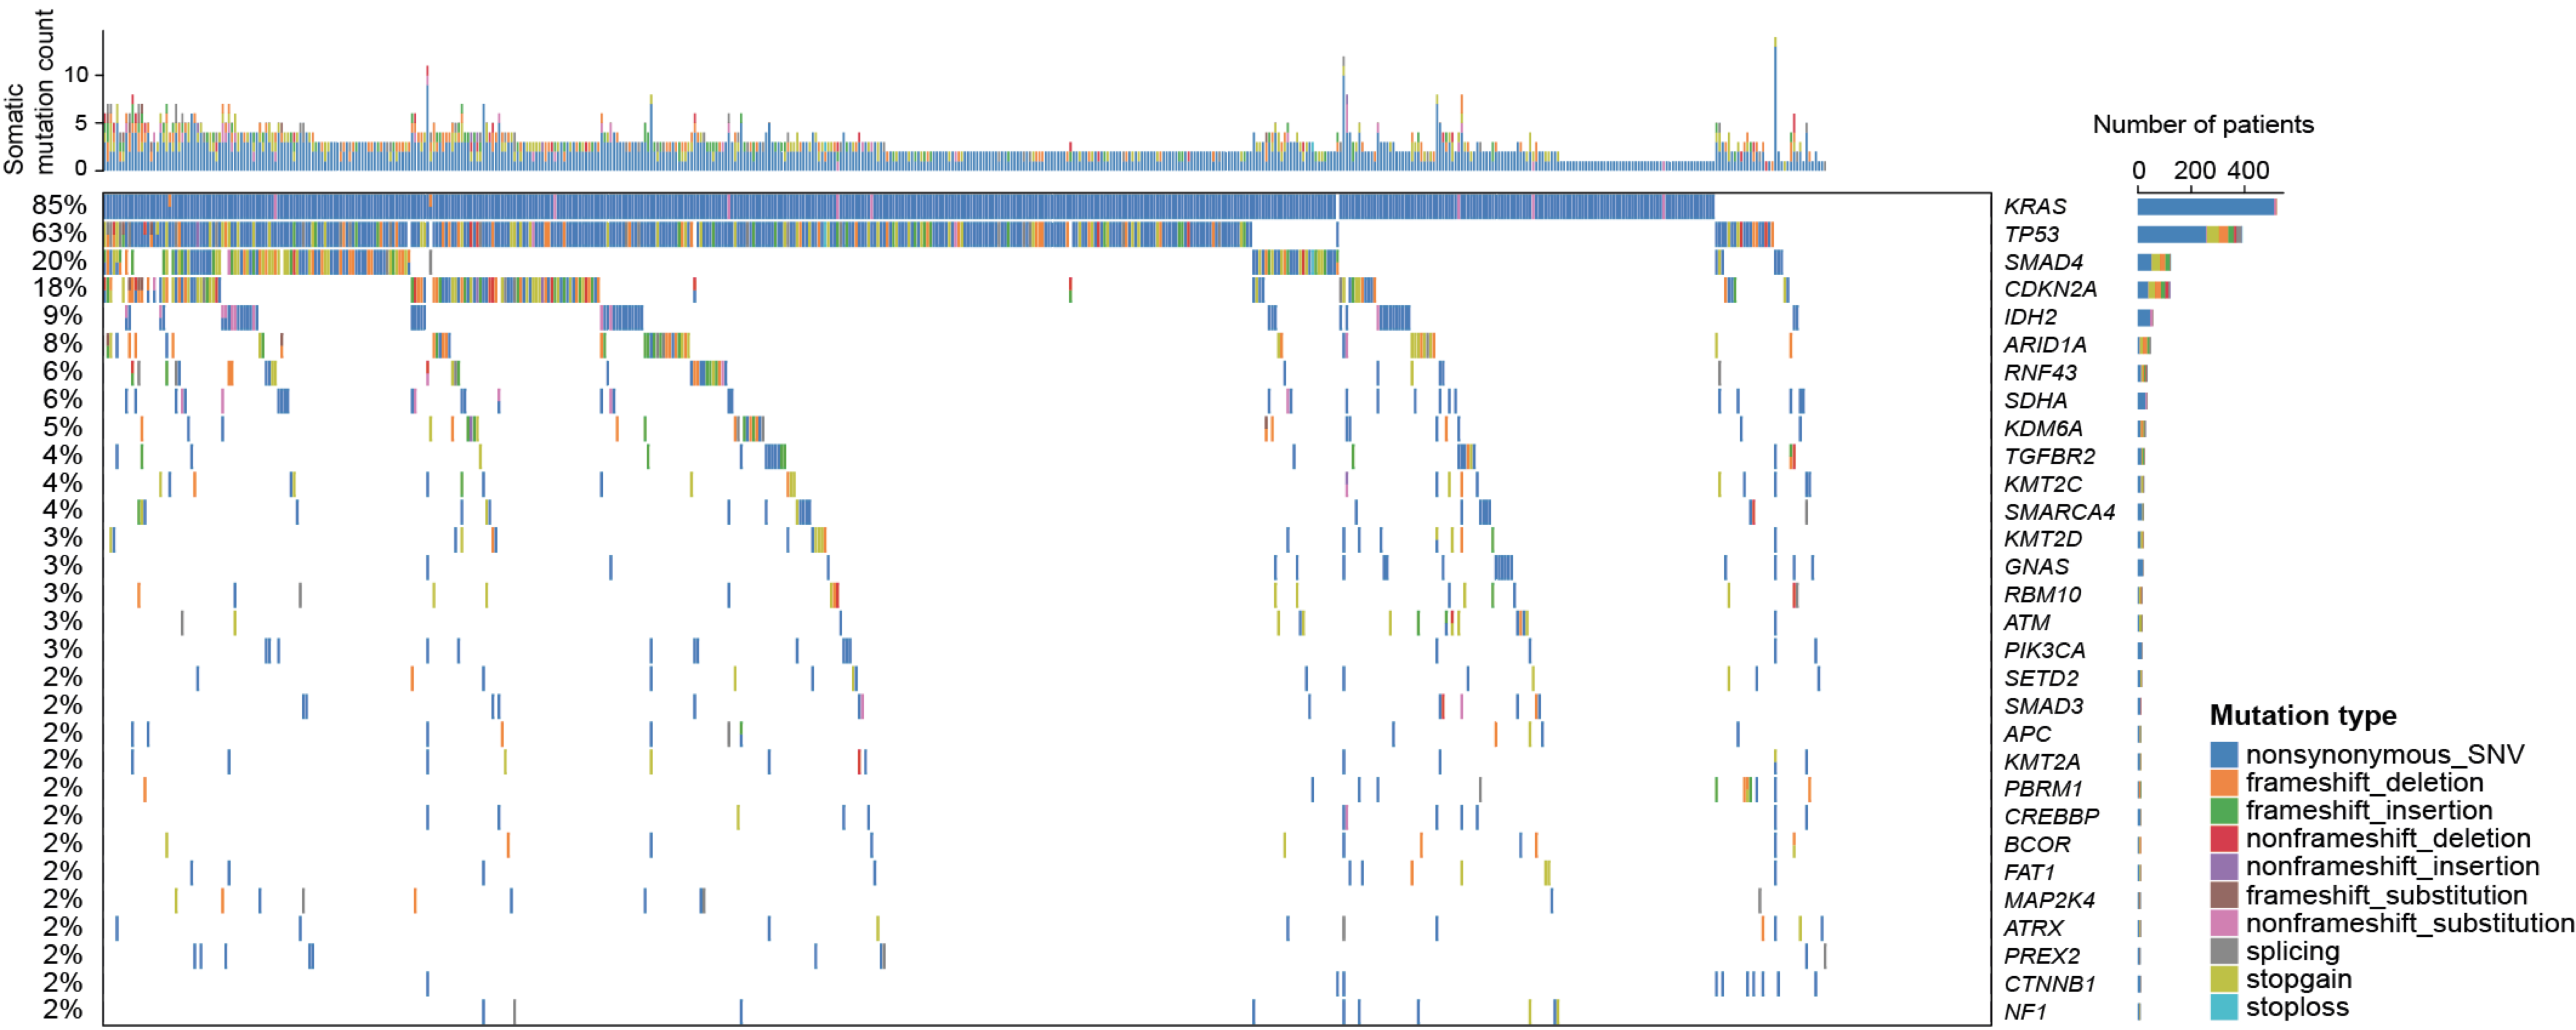 Somatic
mutation count
10
5
0
Number of patients
0 200 400
85% KRAS
63% TP53
20% SMAD4
18% CDKN2A
9% IDH2
8% ARID1A
6% RNF43
6% SDHA
5% KDM6A
4% TGFBR2
4% KMT2C
4% SMARCA4
3% KMT2D
3% GNAS
3% RBM10
3% ATM
3% PIK3CA
2% SETD2
2% SMAD3
2% APC
2% KMT2A
2% PBRM1
2% CREBBP
2% BCOR
2% FAT1
2% MAP2K4
2% ATRX
2% PREX2
2% CTNNB1
2% NF1
Mutation type
nonsynonymous_SNV
frameshift_deletion
frameshift_insertion
nonframeshift_deletion
nonframeshift_insertion
frameshift_substitution
nonframeshift_substitution
splicing
stopgain
stoploss